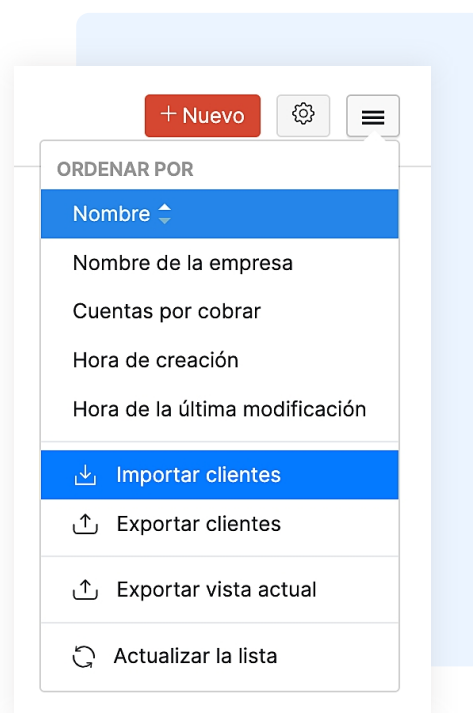 + Nuevo
ORDENAR POR
Nombre
Nombre de la empresa
Cuentas por cobrar
Hora de creación
Hora de la última modificación
Importar clientes
Exportar clientes
Exportar vista actual
Actualizar la lista